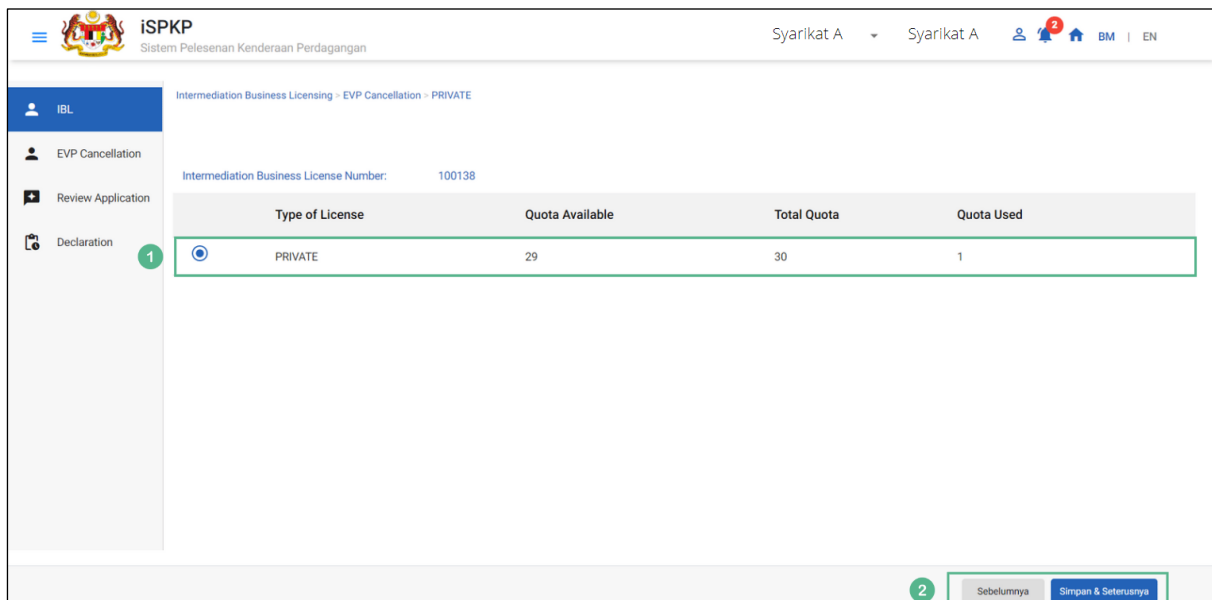 iSPKP
Sistem Pelesenan Kenderaan Perdagangan
Syarikat A Syarikat A 2 BM | EN
IBL
EVP Cancellation
Review Application
Declaration
Intermediation Business Licensing > EVP Cancellation > PRIVATE
Intermediation Business License Number: 100138
Type of License Quota Available Total Quota Quota Used
1 PRIVATE 29 30 1
2 Sebelumnya Simpan & Seterusnya